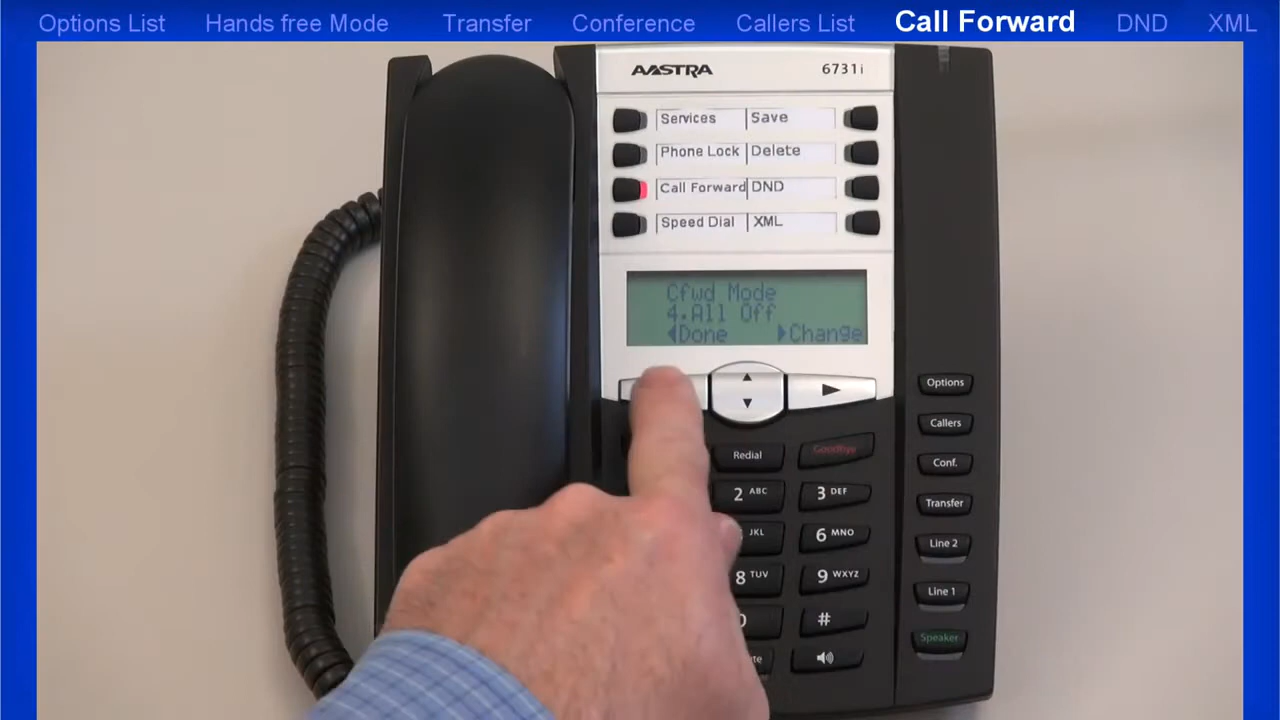 Options List Hands free Mode Transfer Conference Callers List Call Forward DND XML
AASTRA 6731i
Services Save
Phone Lock Delete
Call Forward DND
Speed Dial XML
Cfwd Mode
4.All Off
◀Done ▶Change
Options
Callers
Conf.
Transfer
Line 2
Line 1
Speaker
Redial Goodbye
2 ABC 3 DEF
JKL 6 MNO
8 TUV 9 WXYZ
#